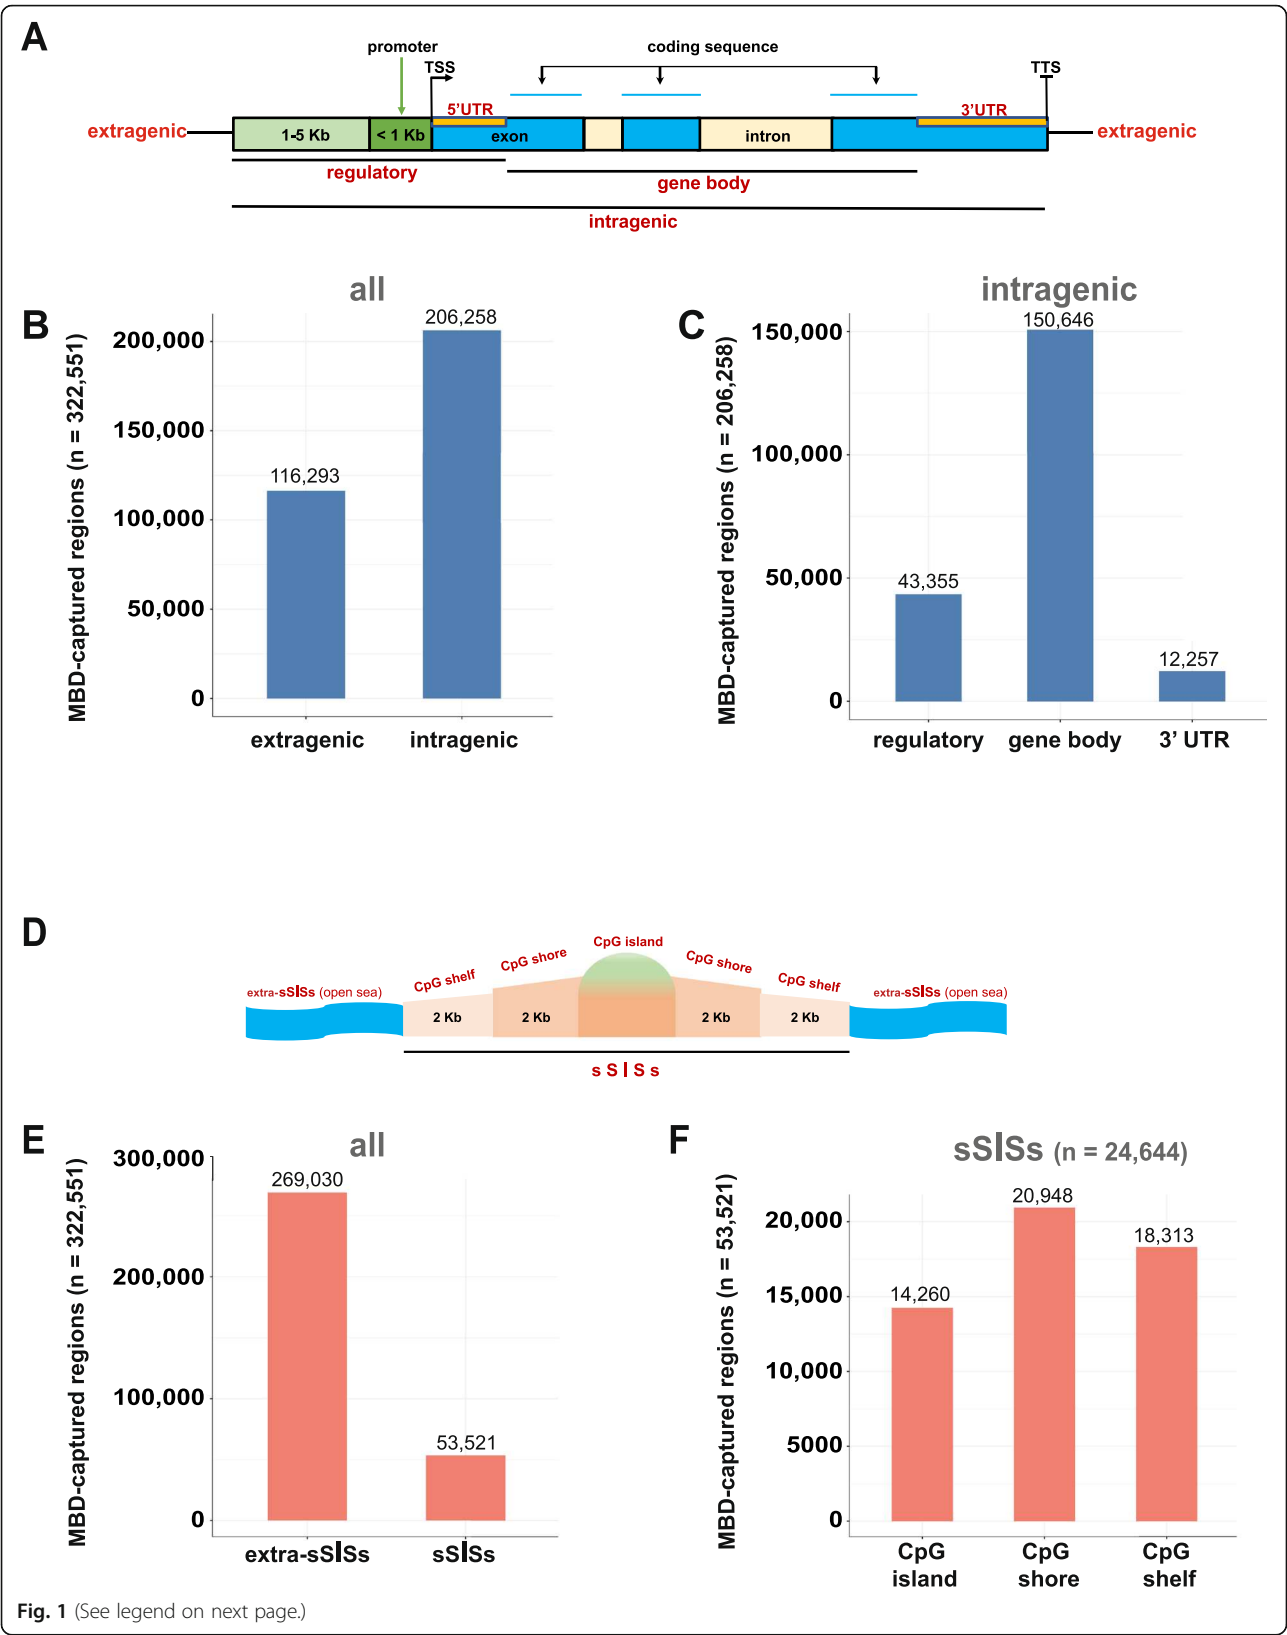 A
promoter
coding sequence
TSS
TTS
5'UTR
3'UTR
extragenic
1-5 Kb
< 1 Kb
exon
intron
extragenic
regulatory
gene body
intragenic
B
all
MBD-captured regions (n = 322,551)
200,000
150,000
100,000
50,000
0
116,293
206,258
extragenic
intragenic
C
intragenic
MBD-captured regions (n = 206,258)
150,000
100,000
50,000
0
43,355
150,646
12,257
regulatory
gene body
3' UTR
D
CpG island
CpG shore
CpG shore
CpG shelf
CpG shelf
extra-sSISs (open sea)
extra-sSISs (open sea)
2 Kb
2 Kb
2 Kb
2 Kb
s S I S s
E
all
MBD-captured regions (n = 322,551)
300,000
200,000
100,000
0
269,030
53,521
extra-sSISs
sSISs
F
sSISs (n = 24,644)
MBD-captured regions (n = 53,521)
20,000
15,000
10,000
5000
0
14,260
20,948
18,313
CpG
island
CpG
shore
CpG
shelf
Fig. 1 (See legend on next page.)